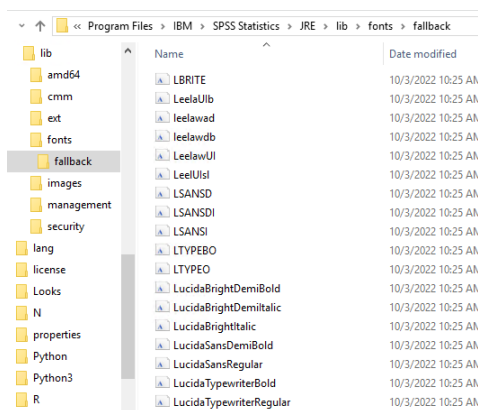 « Program Files > IBM > SPSS Statistics > JRE > lib > fonts > fallback
lib
amd64
cmm
ext
fonts
fallback
images
management
security
lang
license
Looks
N
properties
Python
Python3
R
Name Date modified
LBRITE 10/3/2022 10:25 AM
LeelaUIb 10/3/2022 10:25 AM
leelawad 10/3/2022 10:25 AM
leelawdb 10/3/2022 10:25 AM
LeelawUI 10/3/2022 10:25 AM
LeelUIsl 10/3/2022 10:25 AM
LSANSD 10/3/2022 10:25 AM
LSANSDI 10/3/2022 10:25 AM
LSANSI 10/3/2022 10:25 AM
LTYPEBO 10/3/2022 10:25 AM
LTYPEO 10/3/2022 10:25 AM
LucidaBrightDemiBold 10/3/2022 10:25 AM
LucidaBrightDemiItalic 10/3/2022 10:25 AM
LucidaBrightItalic 10/3/2022 10:25 AM
LucidaSansDemiBold 10/3/2022 10:25 AM
LucidaSansRegular 10/3/2022 10:25 AM
LucidaTypewriterBold 10/3/2022 10:25 AM
LucidaTypewriterRegular 10/3/2022 10:25 AM